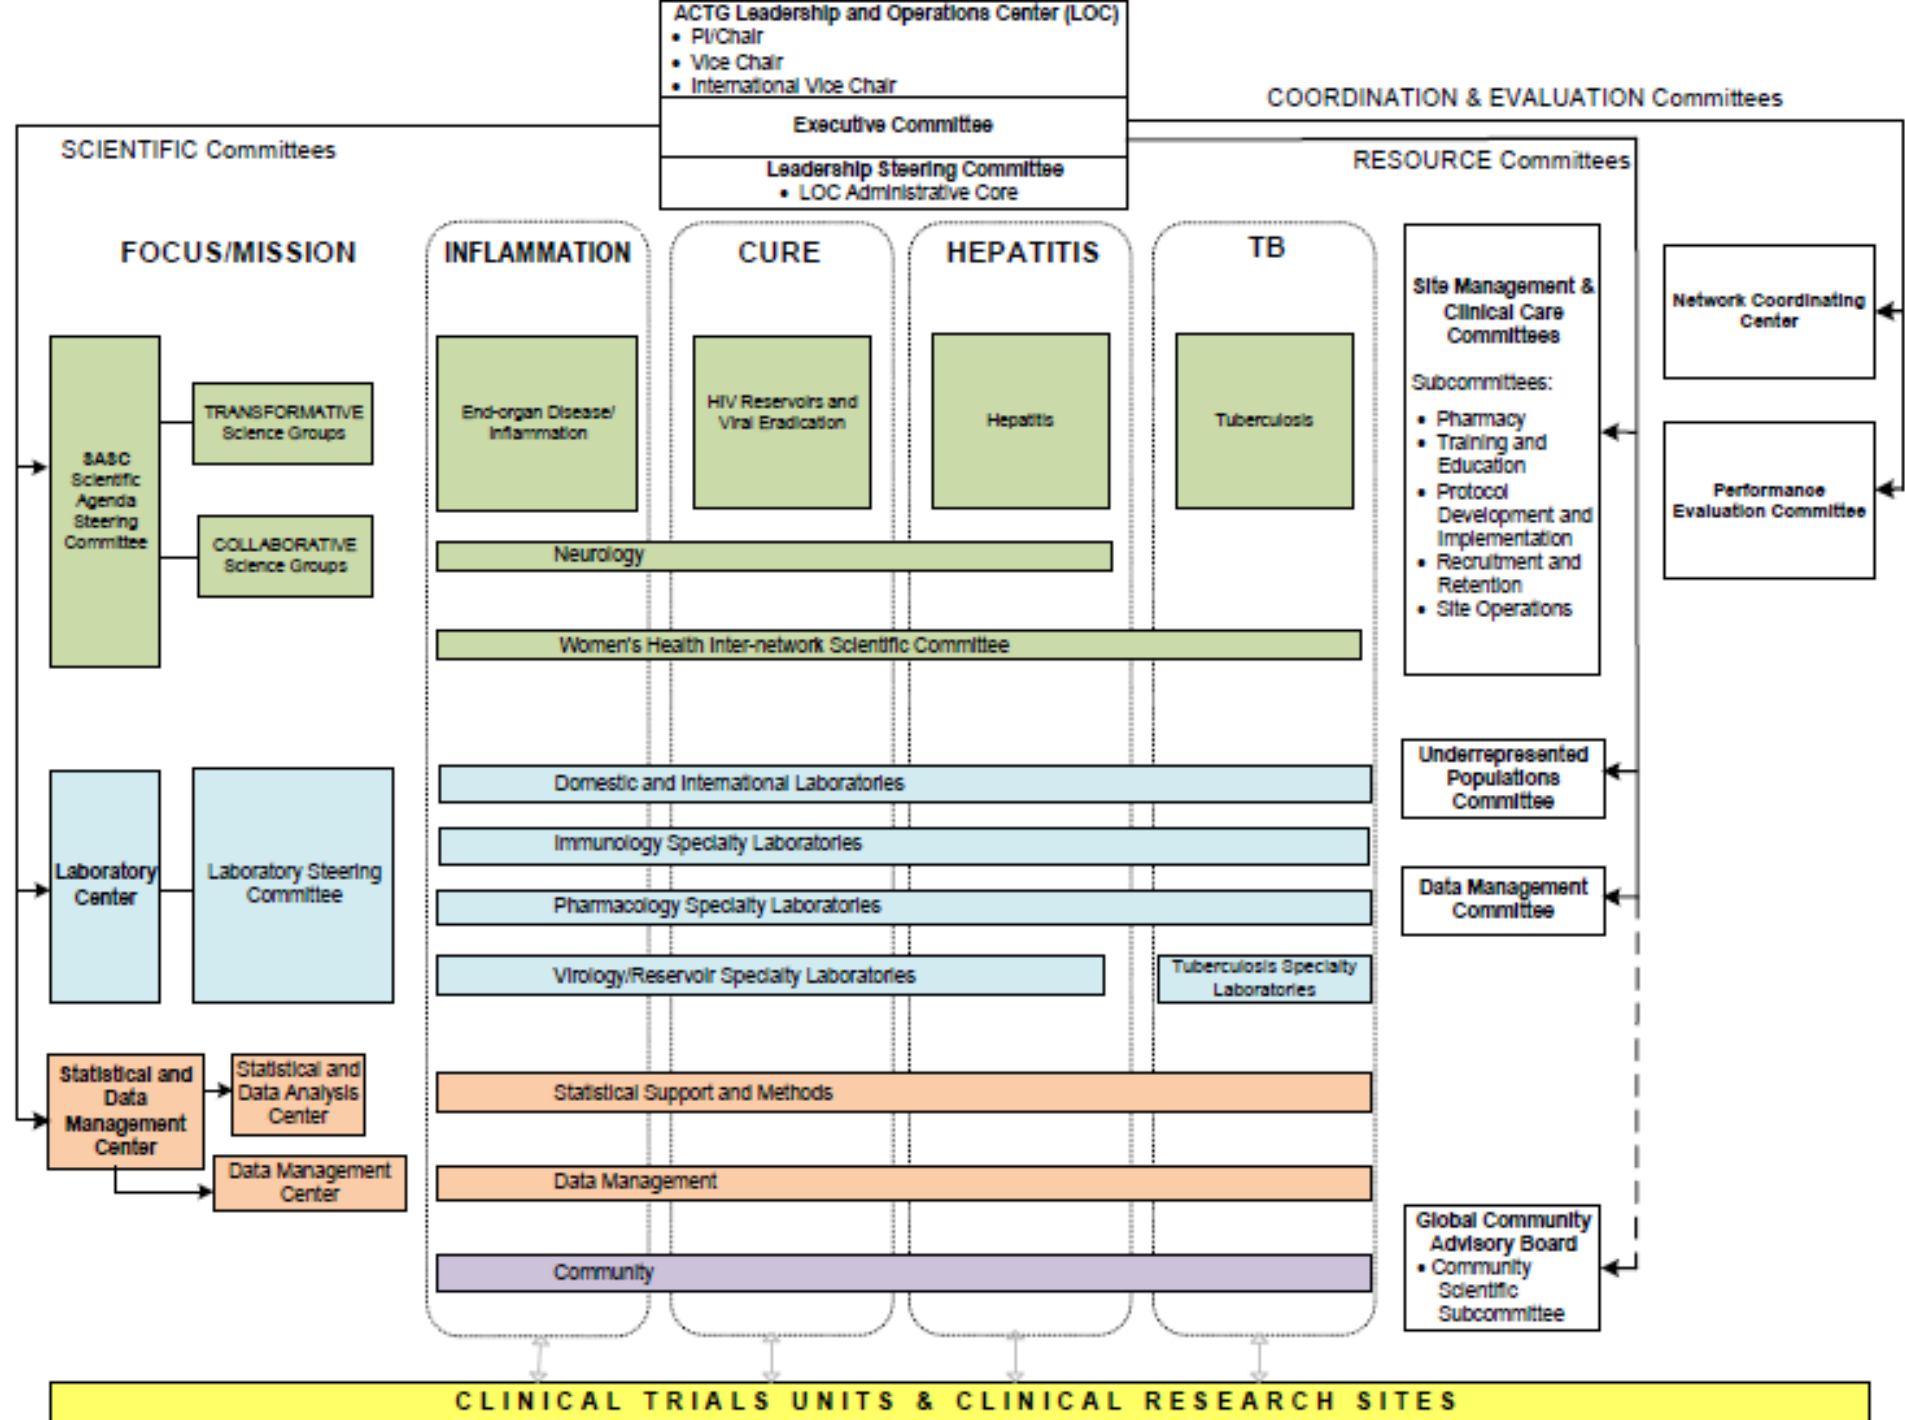 ACTG Leadership and Operations Center (LOC)
• PI/Chair
• Vice Chair
• International Vice Chair
Executive Committee
Leadership Steering Committee
• LOC Administrative Core
COORDINATION & EVALUATION Committees
SCIENTIFIC Committees
RESOURCE Committees
FOCUS/MISSION
INFLAMMATION
CURE
HEPATITIS
TB
SASC
Scientific
Agenda
Steering
Committee
TRANSFORMATIVE
Science Groups
COLLABORATIVE
Science Groups
End-organ Disease/
Inflammation
HIV Reservoirs and
Viral Eradication
Hepatitis
Tuberculosis
Neurology
Women's Health Inter-network Scientific Committee
Site Management &
Clinical Care
Committees
Subcommittees:
• Pharmacy
• Training and
Education
• Protocol
Development and
Implementation
• Recruitment and
Retention
• Site Operations
Network Coordinating
Center
Performance
Evaluation Committee
Laboratory
Center
Laboratory Steering
Committee
Domestic and International Laboratories
Immunology Specialty Laboratories
Pharmacology Specialty Laboratories
Virology/Reservoir Specialty Laboratories
Tuberculosis Specialty
Laboratories
Underrepresented
Populations
Committee
Data Management
Committee
Statistical and
Data
Management
Center
Statistical and
Data Analysis
Center
Data Management
Center
Statistical Support and Methods
Data Management
Community
Global Community
Advisory Board
• Community
Scientific
Subcommittee
CLINICAL TRIALS UNITS & CLINICAL RESEARCH SITES